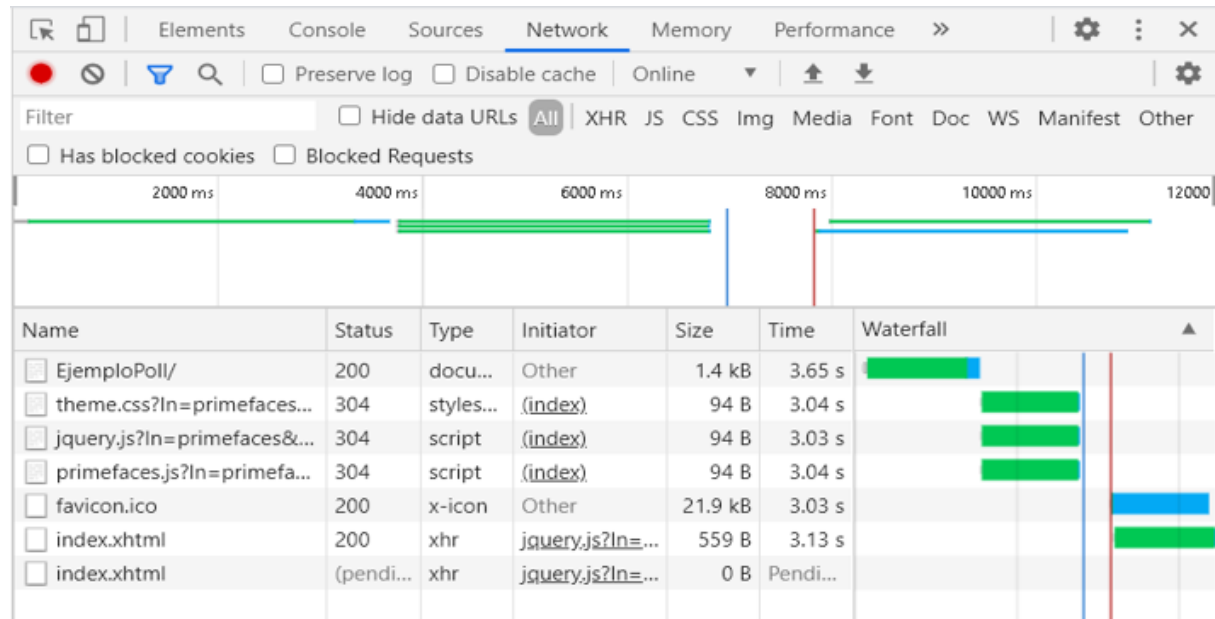 Elements Console Sources Network Memory Performance »
Preserve log Disable cache Online
Filter Hide data URLs All XHR JS CSS Img Media Font Doc WS Manifest Other
Has blocked cookies Blocked Requests
2000 ms 4000 ms 6000 ms 8000 ms 10000 ms 12000
Name Status Type Initiator Size Time Waterfall
EjemploPoll/ 200 docu... Other 1.4 kB 3.65 s
theme.css?ln=primefaces... 304 styles... (index) 94 B 3.04 s
jquery.js?ln=primefaces&... 304 script (index) 94 B 3.03 s
primefaces.js?ln=primefa... 304 script (index) 94 B 3.04 s
favicon.ico 200 x-icon Other 21.9 kB 3.03 s
index.xhtml 200 xhr jquery.js?ln=... 559 B 3.13 s
index.xhtml (pendi... xhr jquery.js?ln=... 0 B Pendi...